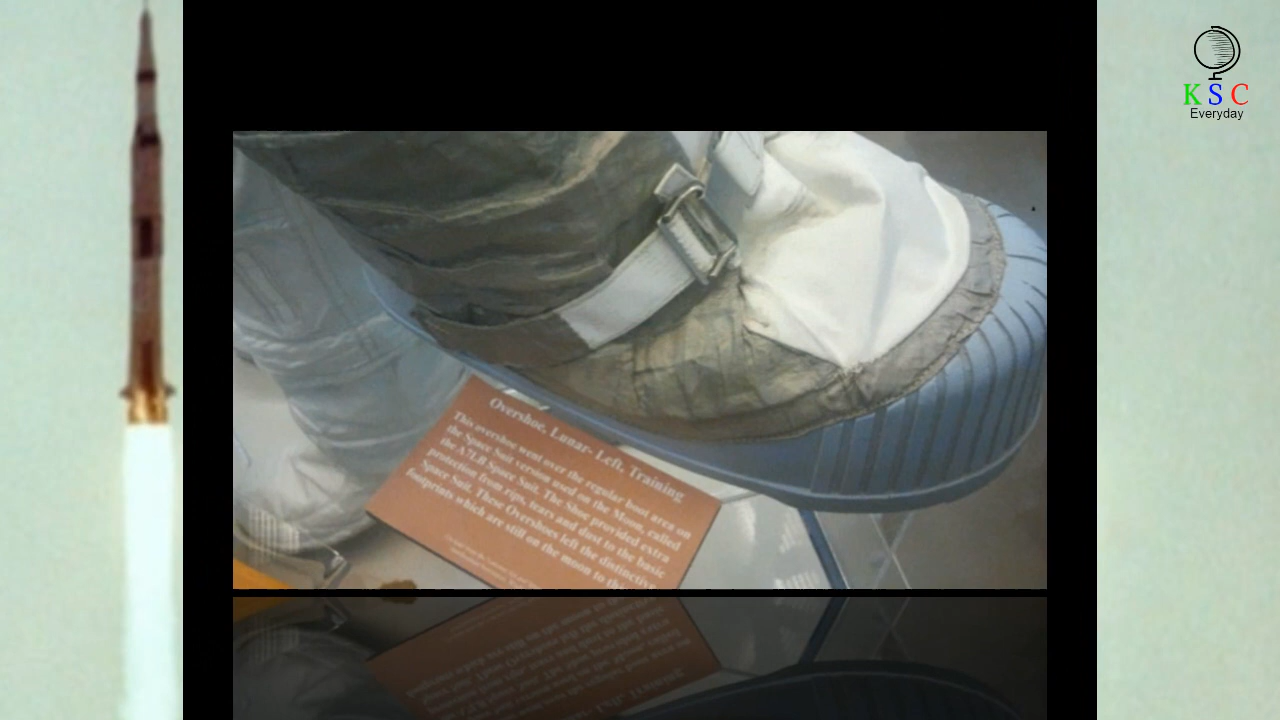 K S C
Everyday
Overshoe, Lunar- Left, Training
This overshoe went over the regular boot area on
the Space Suit version used on the Moon, called
the A7LB Space Suit. The Shoe provided extra
protection from rips, tears and dust to the basic
Space Suit. These Overshoes left the distinctive
footprints which are still on the moon to